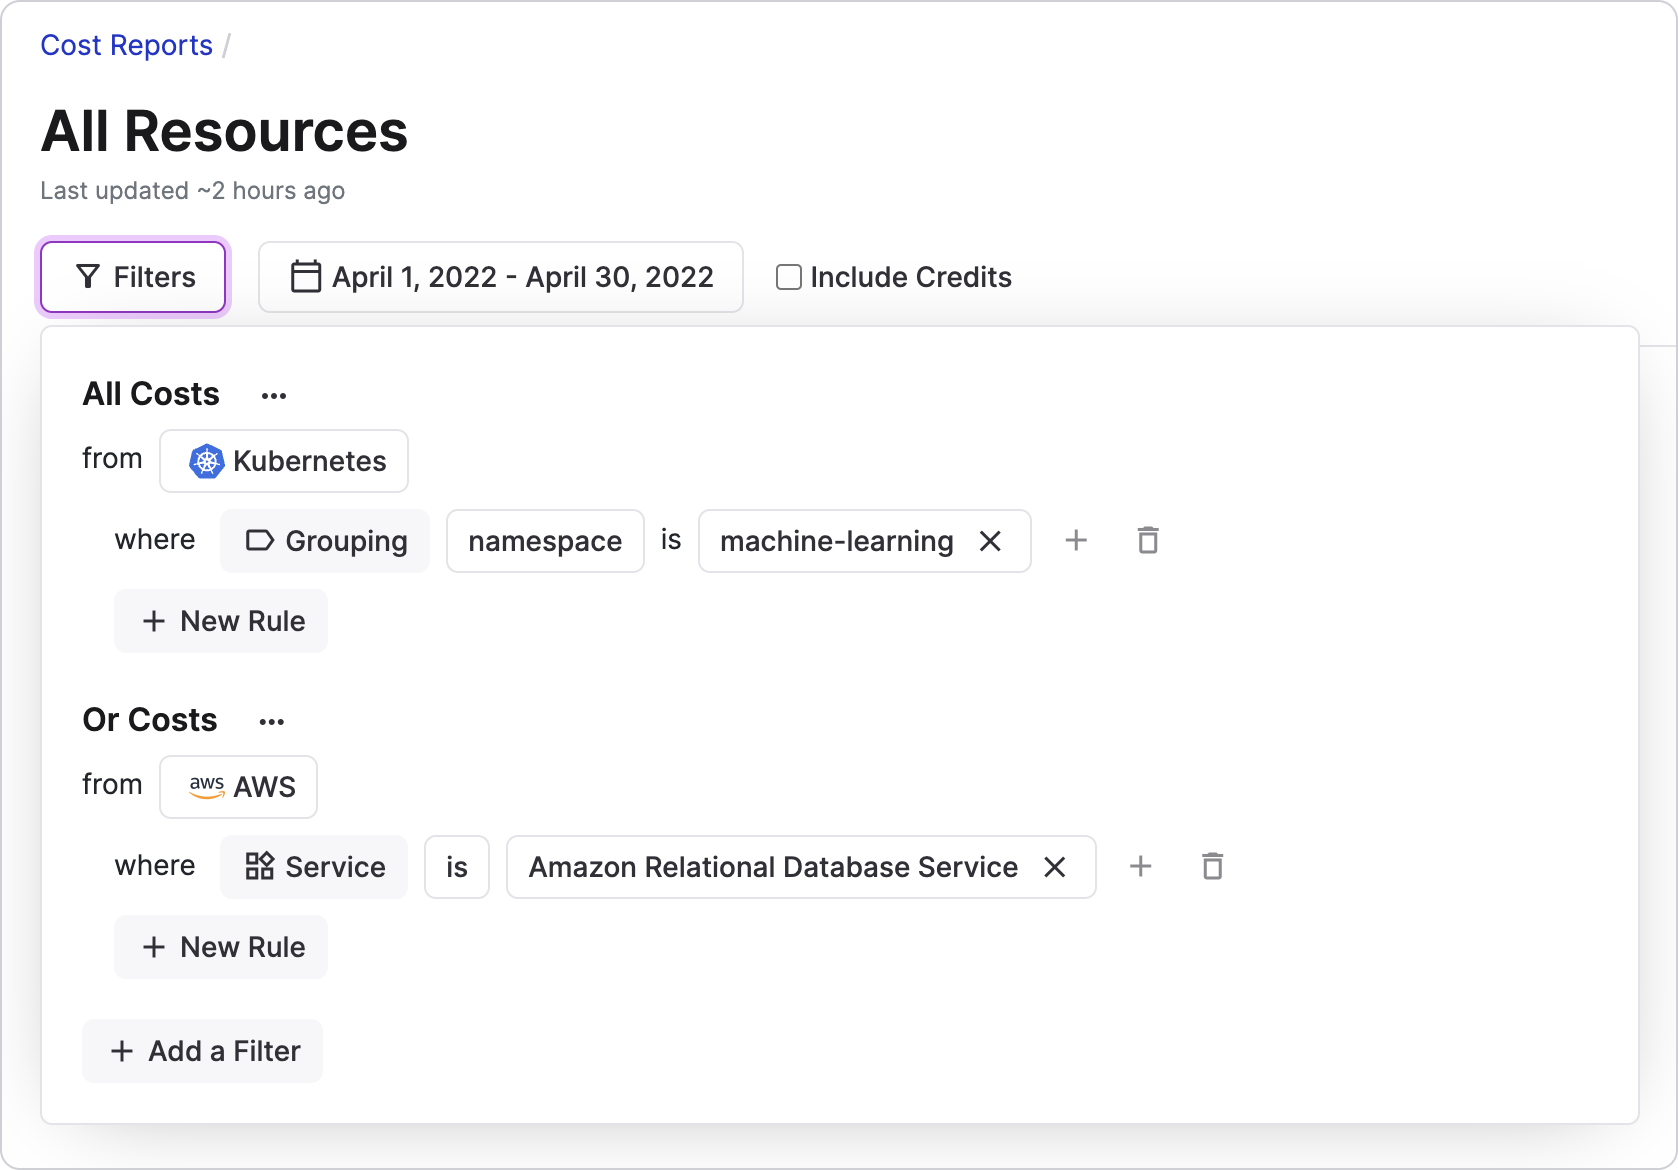 Cost Reports /
All Resources
Last updated ~2 hours ago
Filters April 1, 2022 - April 30, 2022 Include Credits
All Costs ...
from Kubernetes
where Grouping namespace is machine-learning
+ New Rule
Or Costs ...
from aws AWS
where Service is Amazon Relational Database Service
+ New Rule
+ Add a Filter